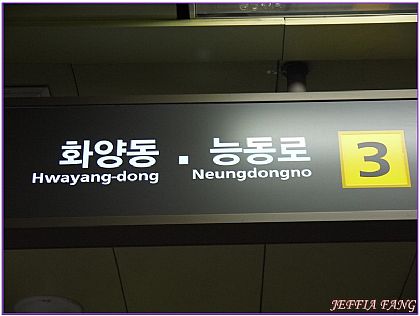 화양동 . 능동로 3
Hwayang-dong Neungdongno
JEFFIA FANG